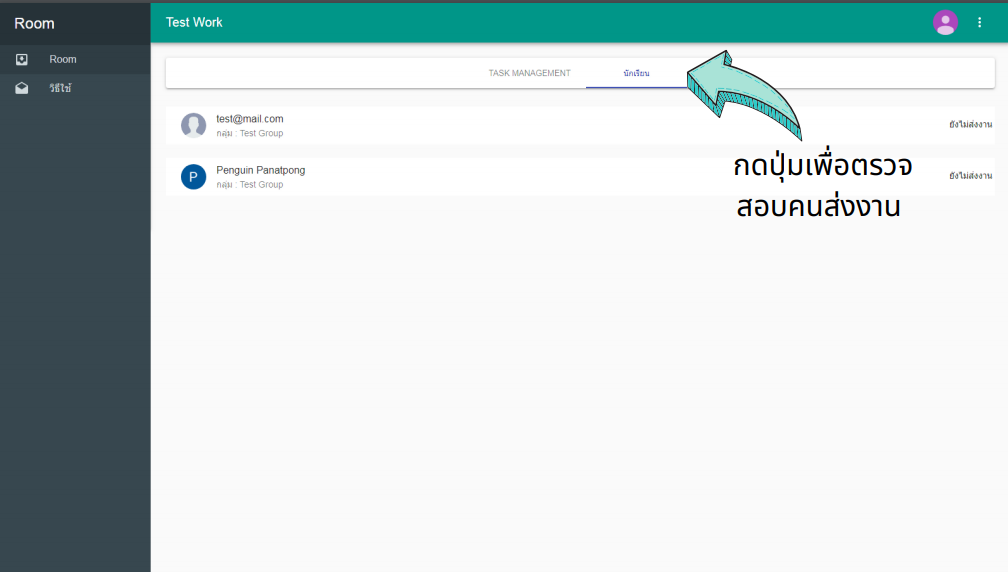 Room
Test Work
Room
วิธีใช้
TASK MANAGEMENT
นักเรียน
test@mail.com
กลุ่ม : Test Group
ยังไม่ส่งงาน
P
Penguin Panatpong
กลุ่ม : Test Group
ยังไม่ส่งงาน
กดปุ่มเพื่อตรวจ
สอบคนส่งงาน